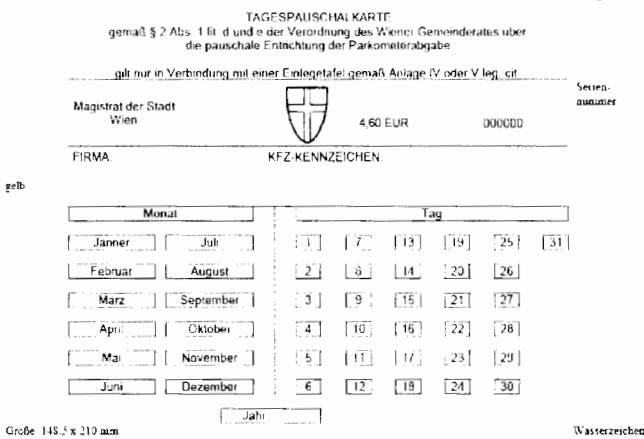 TAGESPAUSCHALKARTE
gemäß § 2 Abs. 1 lit. d und e der Verordnung des Wiener Gemeinderates über
die pauschale Entrichtung der Parkometerabgabe
gilt nur in Verbindung mit einer Einlegetafel gemäß Anlage IV oder V leg. cit.
Serien-
nummer
Magistrat der Stadt
Wien
4,60 EUR
000000
FIRMA:
KFZ-KENNZEICHEN:
gelb
Monat
Tag
Jänner Juli 1 7 13 19 25 31
Februar August 2 8 14 20 26
März September 3 9 15 21 27
April Oktober 4 10 16 22 28
Mai November 5 11 17 23 29
Juni Dezember 6 12 18 24 30
Jahr
Größe 148,5 x 210 mm
Wasserzeichen